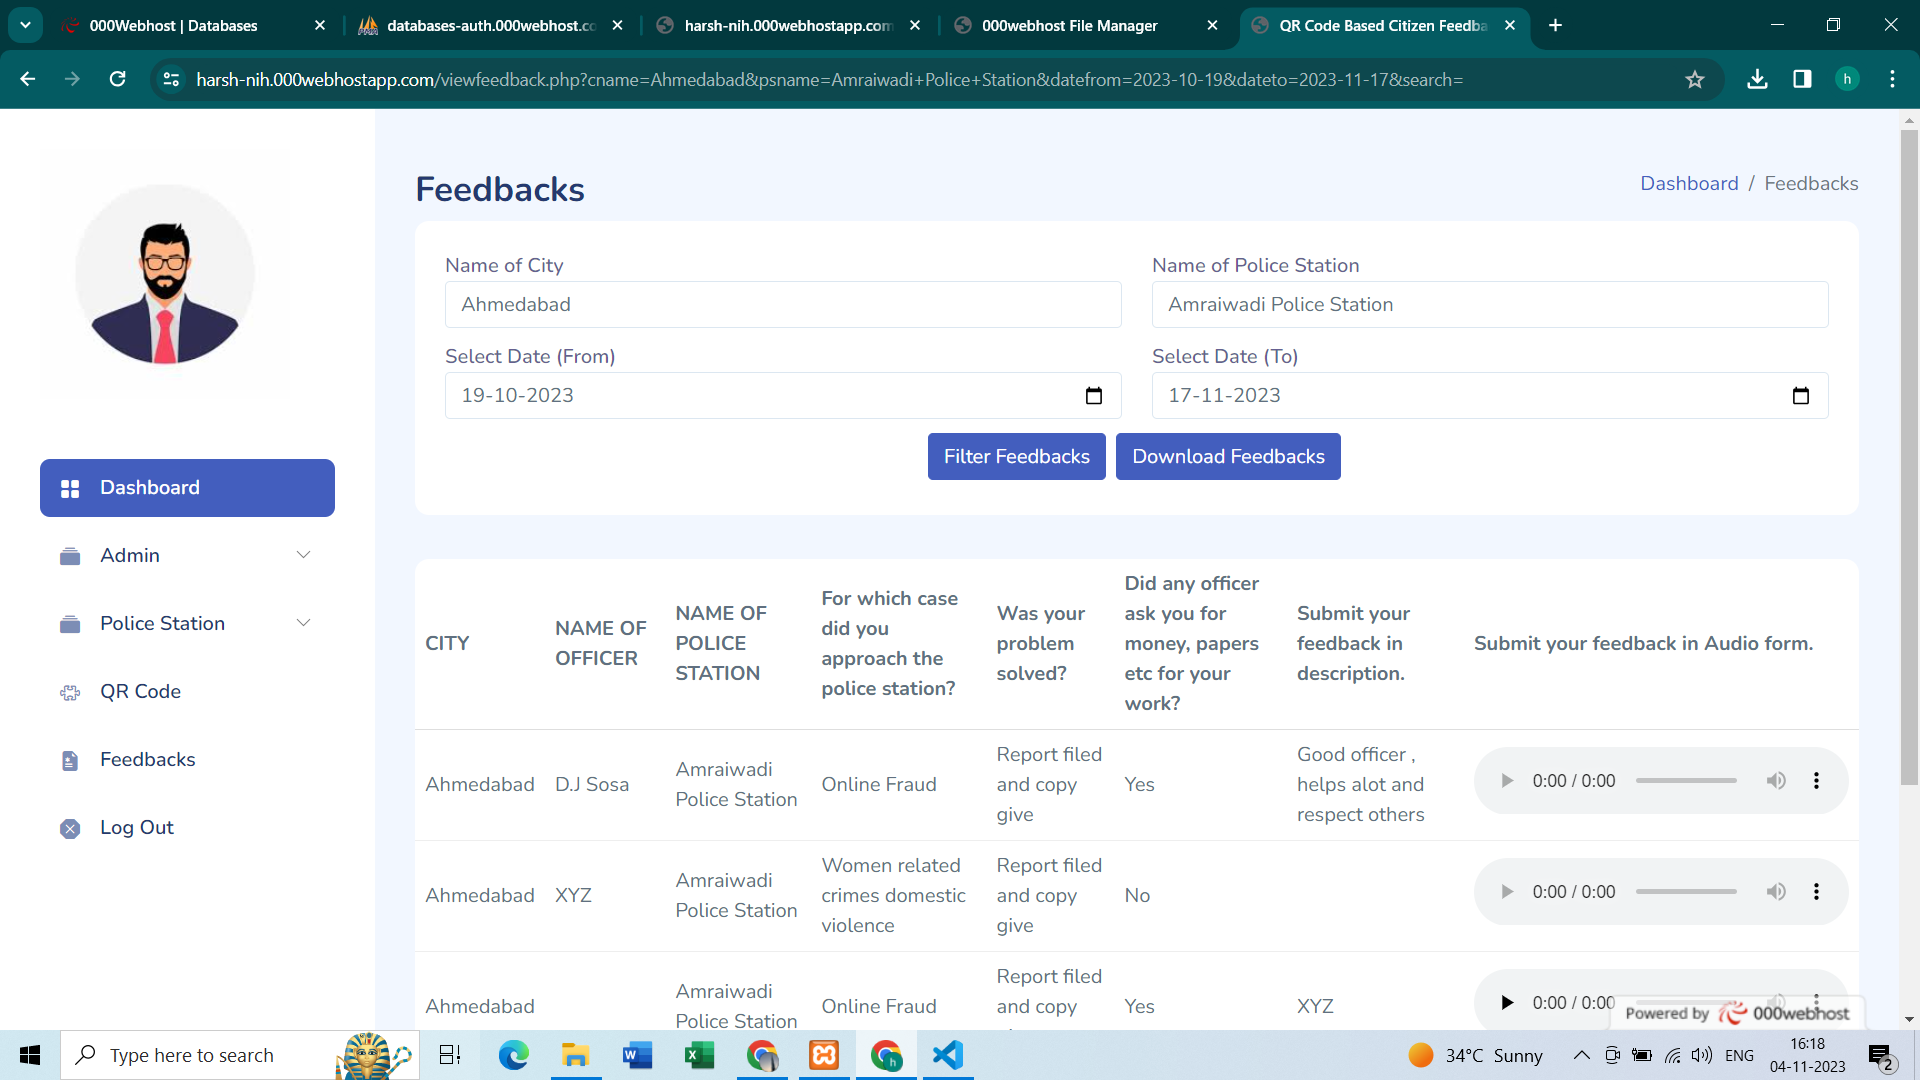 000Webhost | Databases
databases-auth.000webhost.co
harsh-nih.000webhostapp.com
000webhost File Manager
QR Code Based Citizen Feedba
harsh-nih.000webhostapp.com/viewfeedback.php?cname=Ahmedabad&psname=Amraiwadi+Police+Station&datefrom=2023-10-19&dateto=2023-11-17&search=
h
Feedbacks
Dashboard / Feedbacks
Name of City
Name of Police Station
Ahmedabad
Amraiwadi Police Station
Select Date (From)
Select Date (To)
19-10-2023
17-11-2023
Filter Feedbacks
Download Feedbacks
Dashboard
Admin
Police Station
QR Code
Feedbacks
Log Out
CITY
NAME OF
OFFICER
NAME OF
POLICE
STATION
For which case
did you
approach the
police station?
Was your
problem
solved?
Did any officer
ask you for
money, papers
etc for your
work?
Submit your
feedback in
description.
Submit your feedback in Audio form.
Ahmedabad
D.J Sosa
Amraiwadi
Police Station
Online Fraud
Report filed
and copy
give
Yes
Good officer ,
helps alot and
respect others
0:00 / 0:00
Ahmedabad
XYZ
Amraiwadi
Police Station
Women related
crimes domestic
violence
Report filed
and copy
give
No
0:00 / 0:00
Ahmedabad
Amraiwadi
Police Station
Online Fraud
Report filed
and copy
Yes
XYZ
0:00 / 0:00
Powered by 000webhost
Type here to search
34°C Sunny
ENG
16:18
04-11-2023
2